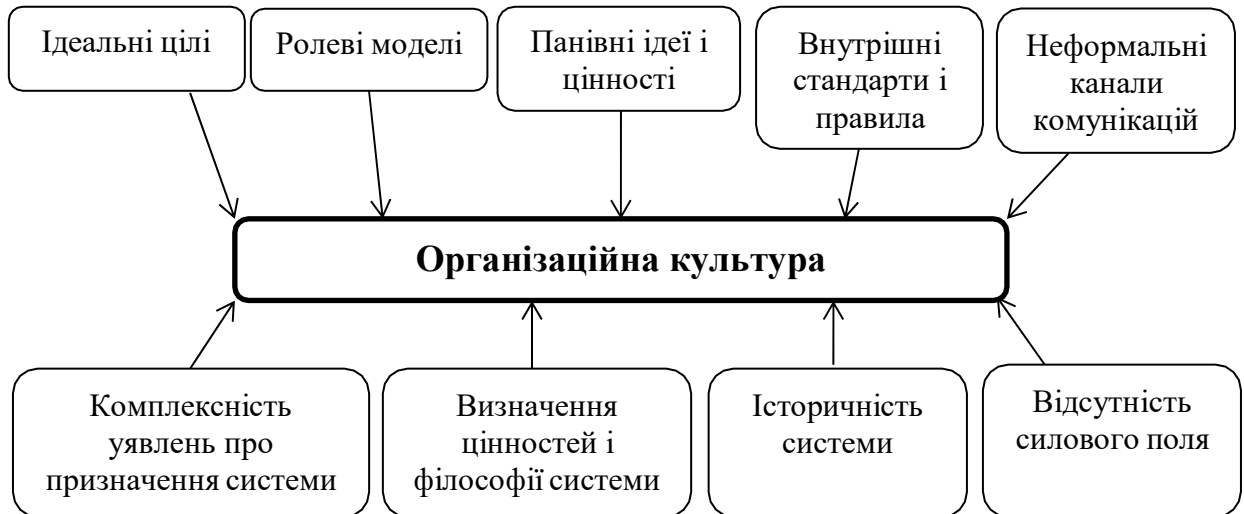 Ідеальні цілі
Ролеві моделі
Панівні ідеї і
цінності
Внутрішні
стандарти і
правила
Неформальні
канали
комунікацій
Організаційна культура
Комплексність
уявлень про
призначення системи
Визначення
цінностей і
філософії системи
Історичність
системи
Відсутність
силового поля